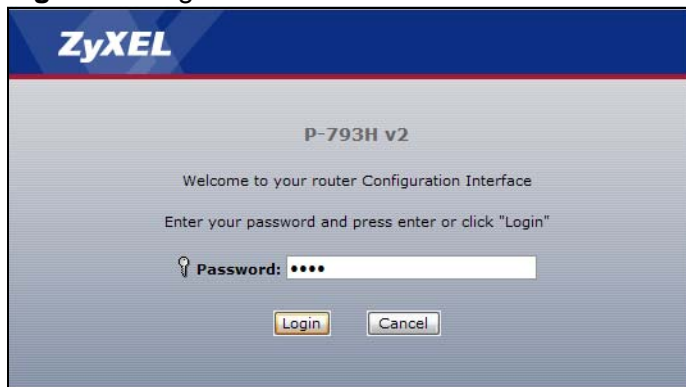 ZyXEL
P-793H v2
Welcome to your router Configuration Interface
Enter your password and press enter or click "Login"
Password: ••••
Login Cancel